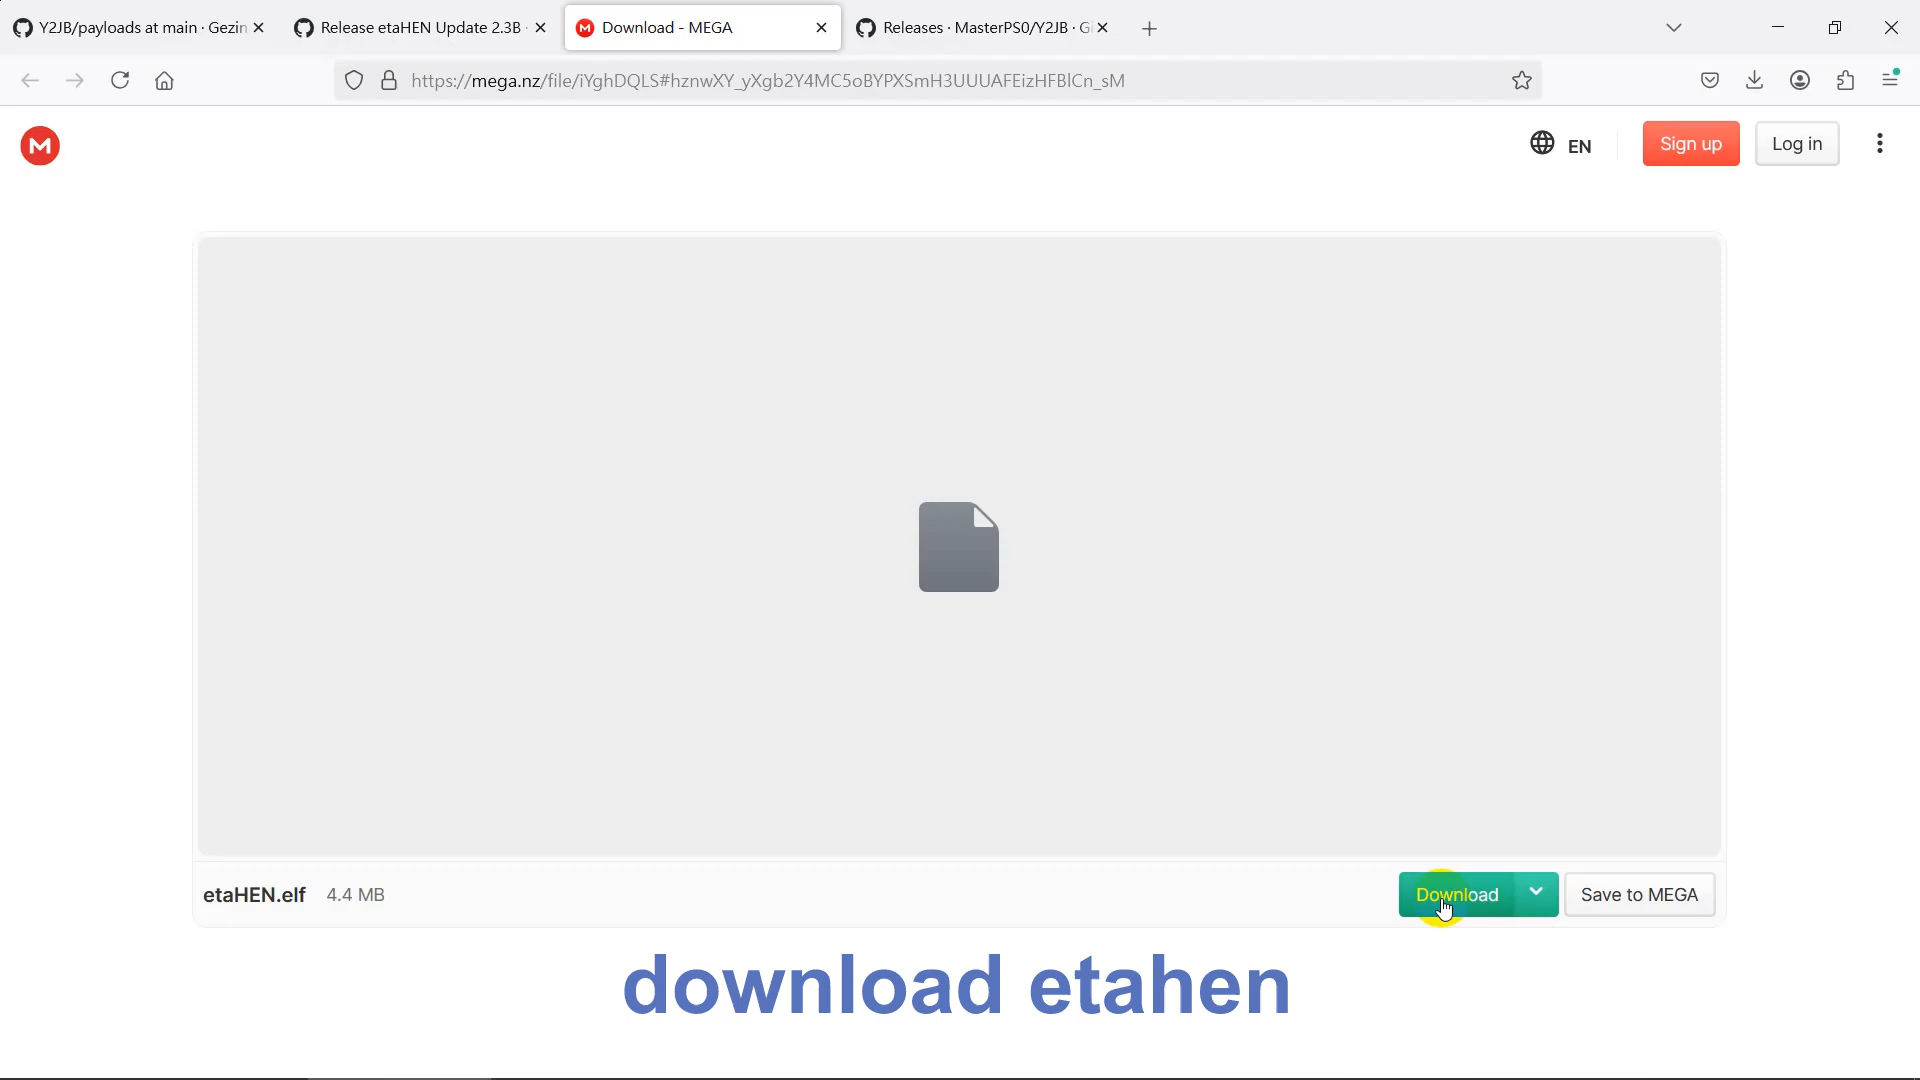 Y2JB/payloads at main · Gezin
Release etaHEN Update 2.3B ·
Download - MEGA
Releases · MasterPS0/Y2JB · Gi
https://mega.nz/file/iYghDQLS#hznwXY_yXgb2Y4MC5oBYPXSmH3UUUAFEizHFBlCn_sM
M
EN
Sign up
Log in
etaHEN.elf
4.4 MB
Download
Save to MEGA
download etahen